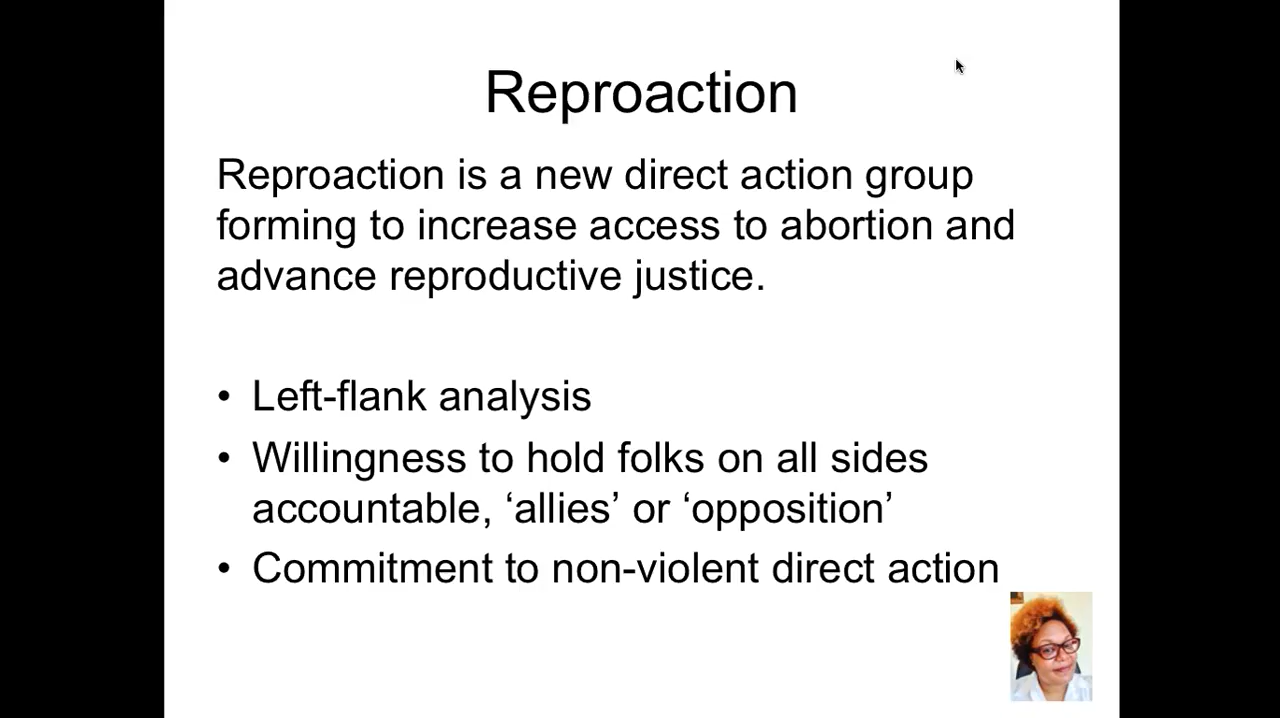 Reproaction
Reproaction is a new direct action group
forming to increase access to abortion and
advance reproductive justice.
• Left-flank analysis
• Willingness to hold folks on all sides
accountable, ‘allies’ or ‘opposition’
• Commitment to non-violent direct action